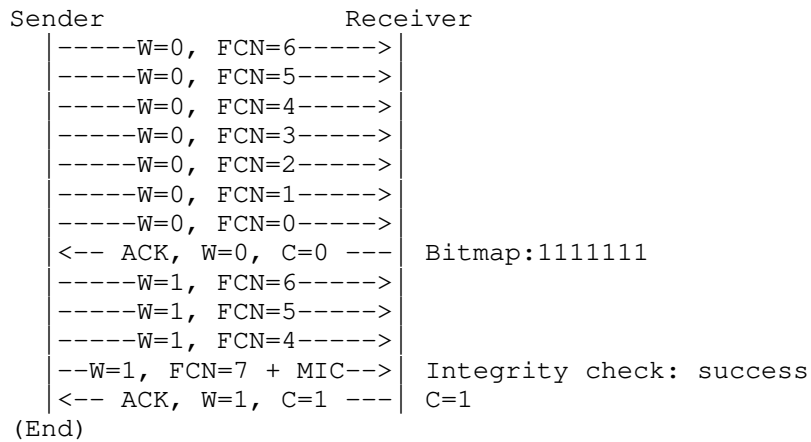 Sender                  Receiver
  |-----W=0, FCN=6----->|
  |-----W=0, FCN=5----->|
  |-----W=0, FCN=4----->|
  |-----W=0, FCN=3----->|
  |-----W=0, FCN=2----->|
  |-----W=0, FCN=1----->|
  |-----W=0, FCN=0----->|
  |<-- ACK, W=0, C=0 ---| Bitmap:1111111
  |-----W=1, FCN=6----->|
  |-----W=1, FCN=5----->|
  |-----W=1, FCN=4----->|
  |--W=1, FCN=7 + MIC-->| Integrity check: success
  |<-- ACK, W=1, C=1 ---| C=1
(End)